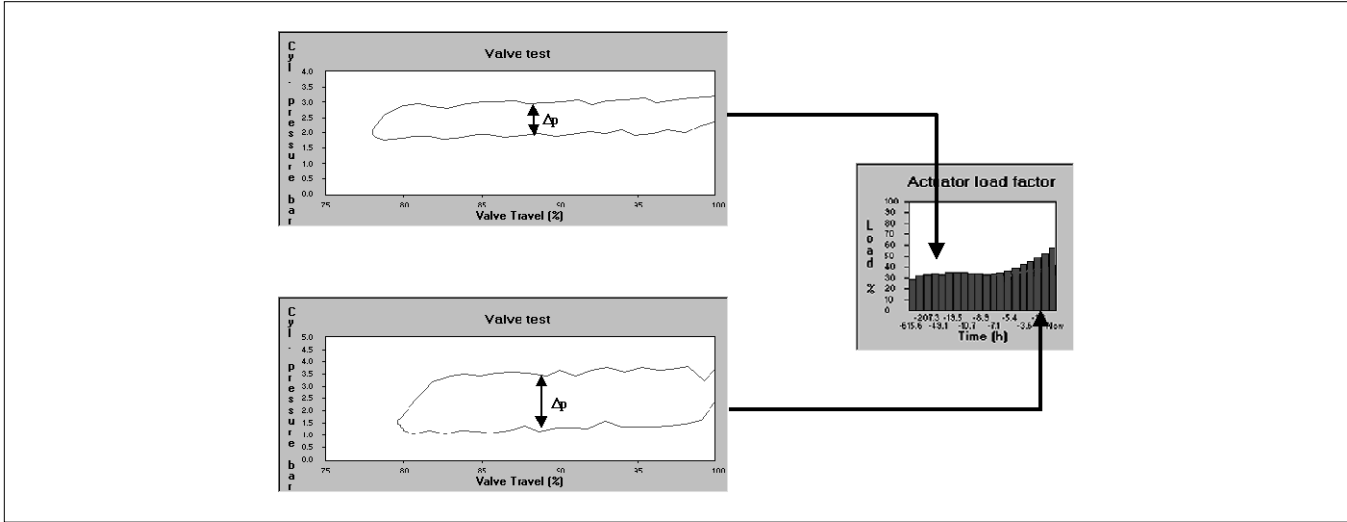 Valve test
Cyl. pressure bar
4.0
3.5
3.0
2.5
2.0
1.5
1.0
0.5
0.0
Δp
75 80 85 90 95 100
Valve Travel (%)
Valve test
Cyl. pressure bar
5.0
4.5
4.0
3.5
3.0
2.5
2.0
1.5
1.0
0.5
0.0
Δp
75 80 85 90 95 100
Valve Travel (%)
Actuator load factor
Load %
100
90
80
70
60
50
40
30
20
10
0
-207.3 -13.5 -8.9 -5.4
-615.6 -49.1 -10.7 -7.1 -3.6 Now
Time (h)